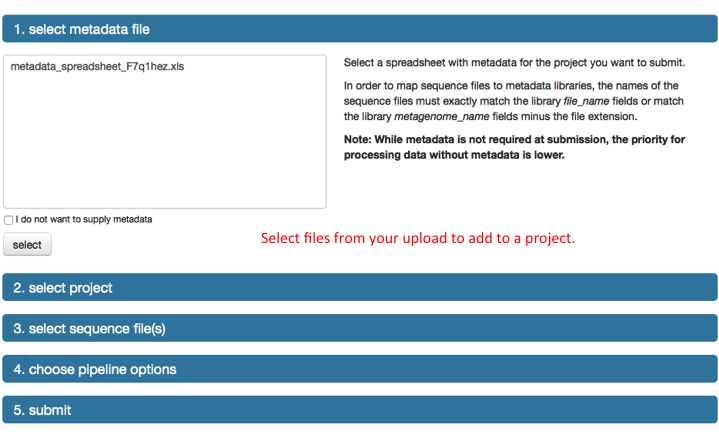 1. select metadata file
metadata_spreadsheet_F7q1hez.xls
Select a spreadsheet with metadata for the project you want to submit.
In order to map sequence files to metadata libraries, the names of the
sequence files must exactly match the library file_name fields or match
the library metagenome_name fields minus the file extension.
Note: While metadata is not required at submission, the priority for
processing data without metadata is lower.
I do not want to supply metadata
select
Select files from your upload to add to a project.
2. select project
3. select sequence file(s)
4. choose pipeline options
5. submit